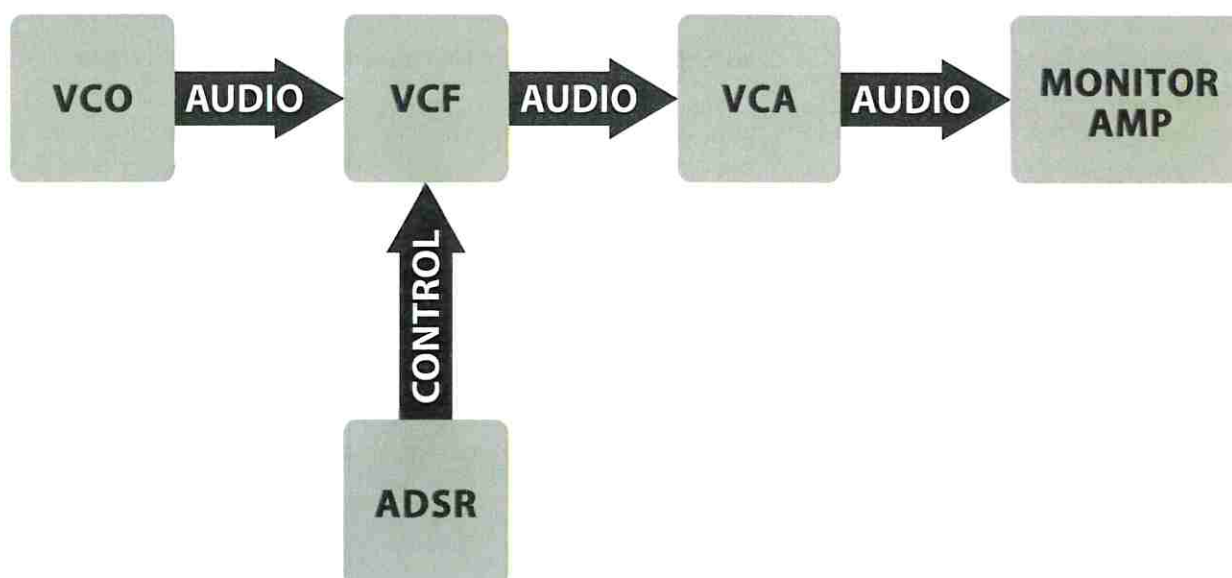 VCO
AUDIO
VCF
AUDIO
VCA
AUDIO
MONITOR
AMP
CONTROL
ADSR